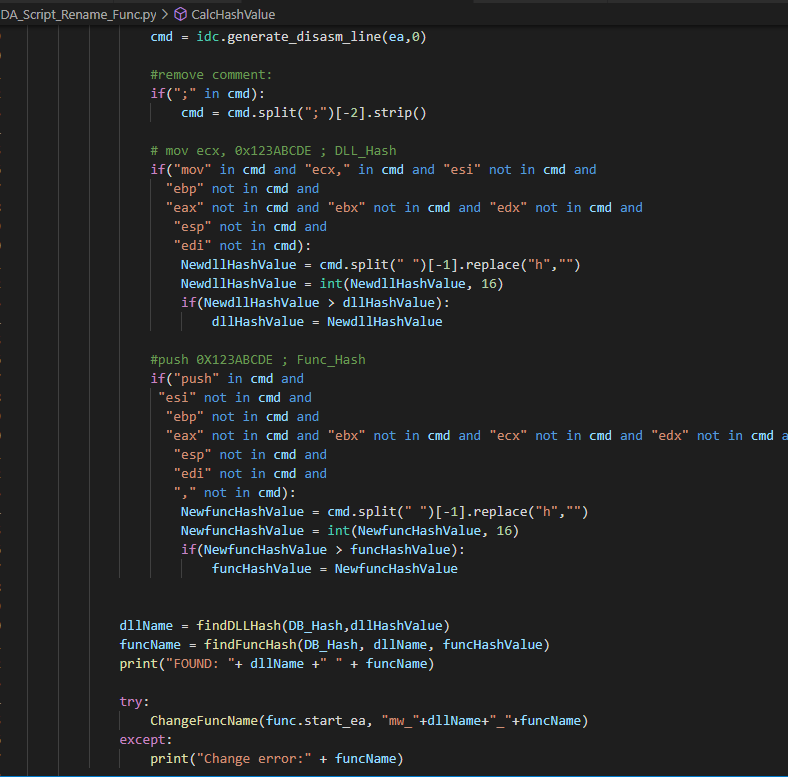 DA_Script_Rename_Func.py > CalcHashValue
cmd = idc.generate_disasm_line(ea,0)
#remove comment:
if(";" in cmd):
cmd = cmd.split(";")[-2].strip()
# mov ecx, 0x123ABCDE ; DLL_Hash
if("mov" in cmd and "ecx," in cmd and "esi" not in cmd and
"ebp" not in cmd and
"eax" not in cmd and "ebx" not in cmd and "edx" not in cmd and
"esp" not in cmd and
"edi" not in cmd):
NewdllHashValue = cmd.split(" ")[-1].replace("h","")
NewdllHashValue = int(NewdllHashValue, 16)
if(NewdllHashValue > dllHashValue):
dllHashValue = NewdllHashValue
#push 0X123ABCDE ; Func_Hash
if("push" in cmd and
"esi" not in cmd and
"ebp" not in cmd and
"eax" not in cmd and "ebx" not in cmd and "ecx" not in cmd and "edx" not in cmd a
"esp" not in cmd and
"edi" not in cmd and
"," not in cmd):
NewfuncHashValue = cmd.split(" ")[-1].replace("h","")
NewfuncHashValue = int(NewfuncHashValue, 16)
if(NewfuncHashValue > funcHashValue):
funcHashValue = NewfuncHashValue
dllName = findDLLHash(DB_Hash,dllHashValue)
funcName = findFuncHash(DB_Hash, dllName, funcHashValue)
print("FOUND: "+ dllName +" " + funcName)
try:
ChangeFuncName(func.start_ea, "mw_"+dllName+"_"+funcName)
except:
print("Change error:" + funcName)